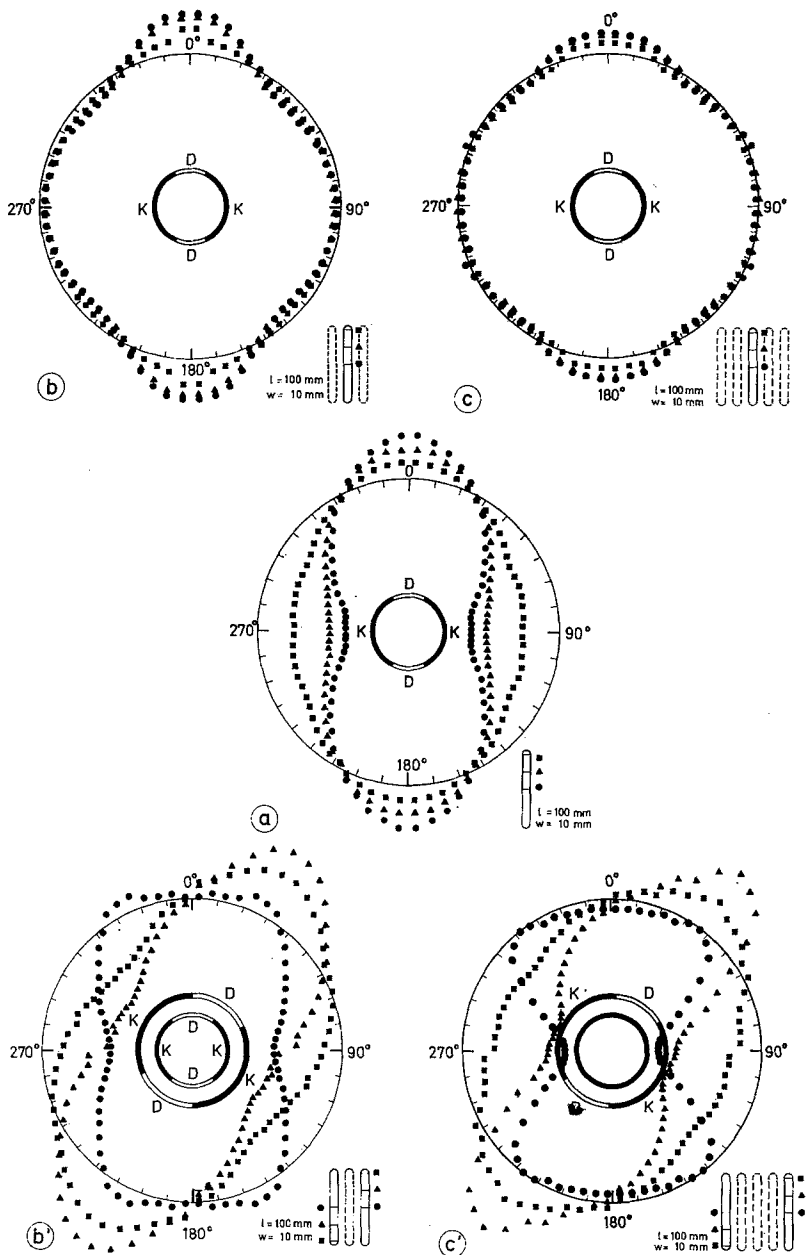 0°
D
270° K K 90°
D
180°
l = 100 mm
w = 10 mm
b
0°
D
270° K K 90°
D
180°
l = 100 mm
w = 10 mm
c
0
D
270° K K 90°
D
180°
l = 100 mm
w = 10 mm
a
0°
D
K D
270° K K 90°
D K
D
180°
l = 100 mm
w = 10 mm
b'
0°
K D
270° 90°
K
180°
l = 100 mm
w = 10 mm
c'